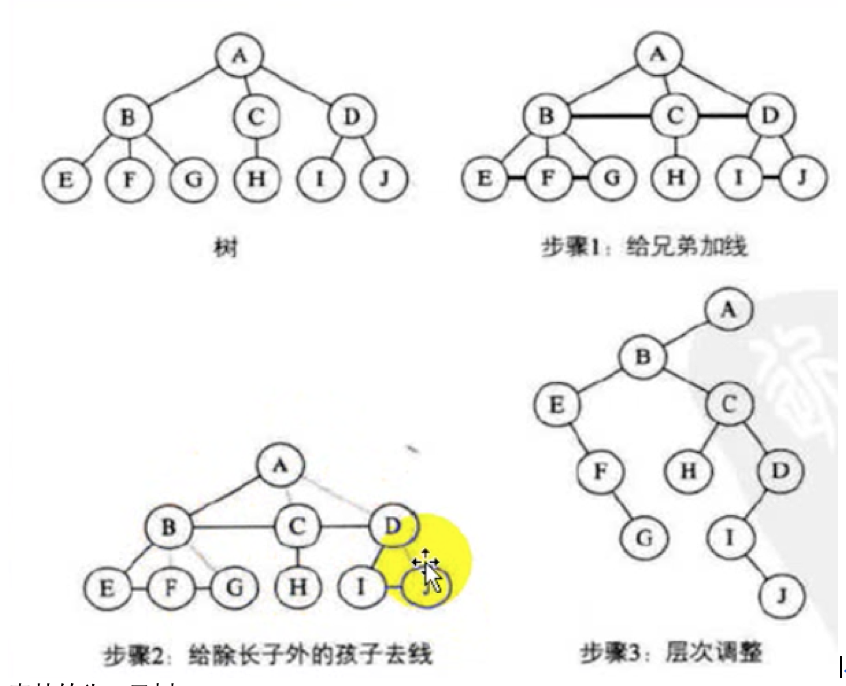 A
B C D
E F G H I J
树
A
B C D
E F G H I J
步骤1：给兄弟加线
A
B C D
E F G H I J
步骤2：给除长子外的孩子去线
A
B
E C
F H D
G I
J
步骤3：层次调整